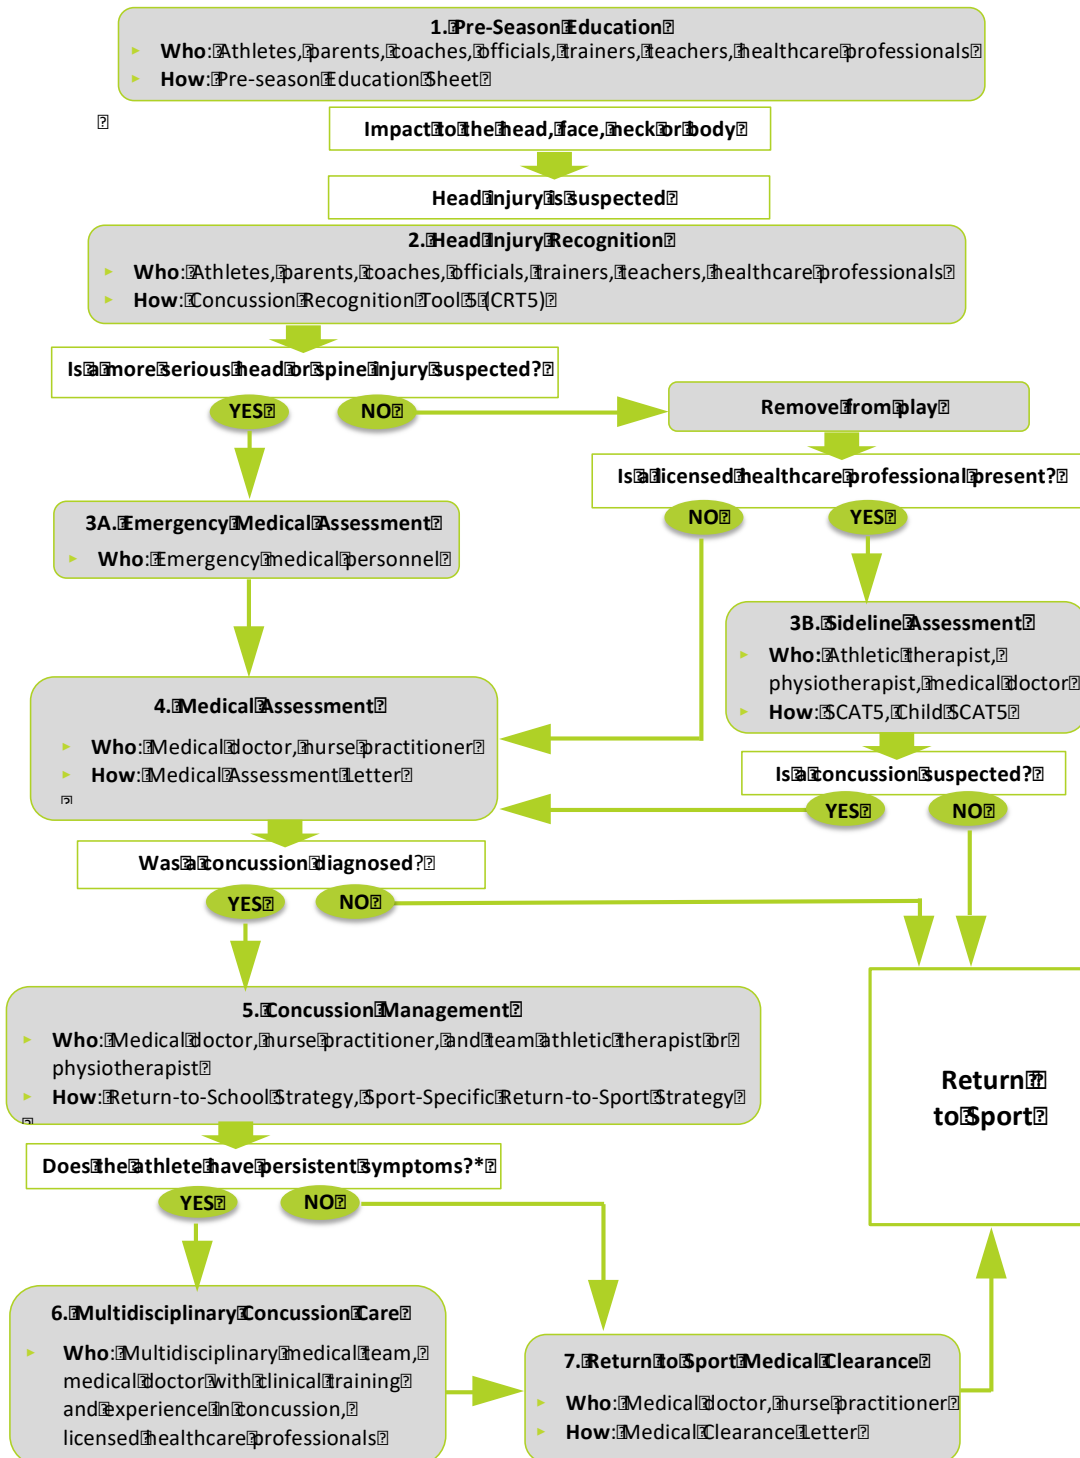 1. Pre-Season Education
Who: Athletes, parents, coaches, officials, trainers, teachers, healthcare professionals
How: Pre-season Education Sheet
Impact to the head, face, neck or body
Head injury is suspected
2. Head Injury Recognition
Who: Athletes, parents, coaches, officials, trainers, teachers, healthcare professionals
How: Concussion Recognition Tool 5 (CRT5)
Is a more serious head or spine injury suspected?
YES
NO
Remove from play
Is a licensed healthcare professional present?
NO
YES
3A. Emergency Medical Assessment
Who: Emergency medical personnel
3B. Sideline Assessment
Who: Athletic therapist,
physiotherapist, medical doctor
How: SCAT5, Child SCAT5
4. Medical Assessment
Who: Medical doctor, nurse practitioner
How: Medical Assessment Letter
Is a concussion suspected?
YES
NO
Was a concussion diagnosed?
YES
NO
5. Concussion Management
Who: Medical doctor, nurse practitioner, and team athletic therapist or
physiotherapist
How: Return-to-School Strategy, Sport-Specific Return-to-Sport Strategy
Return
to Sport
Does the athlete have persistent symptoms?*
YES
NO
6. Multidisciplinary Concussion Care
Who: Multidisciplinary medical team,
medical doctor with clinical training
and experience in concussion,
licensed healthcare professionals
7. Return to Sport Medical Clearance
Who: Medical doctor, nurse practitioner
How: Medical Clearance Letter